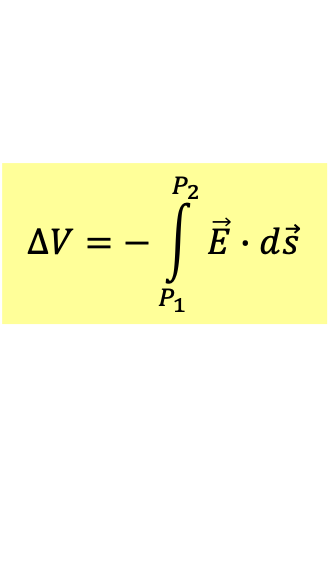 ΔV = − ∫_{P₁}^{P₂} E⃗ · ds⃗